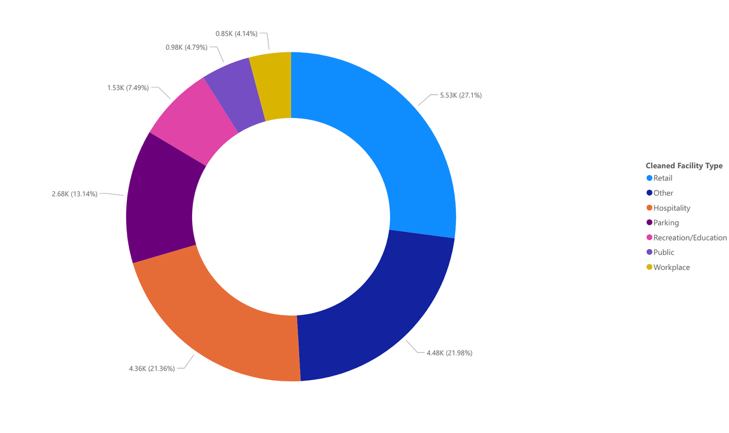 0.85K (4.14%)
0.98K (4.79%)
1.53K (7.49%)
5.53K (27.1%)
2.68K (13.14%)
4.48K (21.98%)
4.36K (21.36%)
Cleaned Facility Type
Retail
Other
Hospitality
Parking
Recreation/Education
Public
Workplace